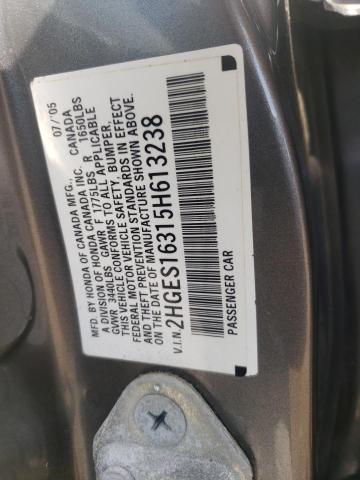 MFD. BY HONDA OF CANADA MFG., CANADA 07/'05
DIV. OF HONDA CANADA INC.
GVWR 3440LBS GAWR F 1775LBS R 1650LBS
THIS VEHICLE CONFORMS TO ALL APPLICABLE
FEDERAL MOTOR VEHICLE SAFETY, BUMPER,
AND THEFT PREVENTION STANDARDS IN EFFECT
ON THE DATE OF MANUFACTURE SHOWN ABOVE.
V.I.N. 2HGES16315H613238
PASSENGER CAR